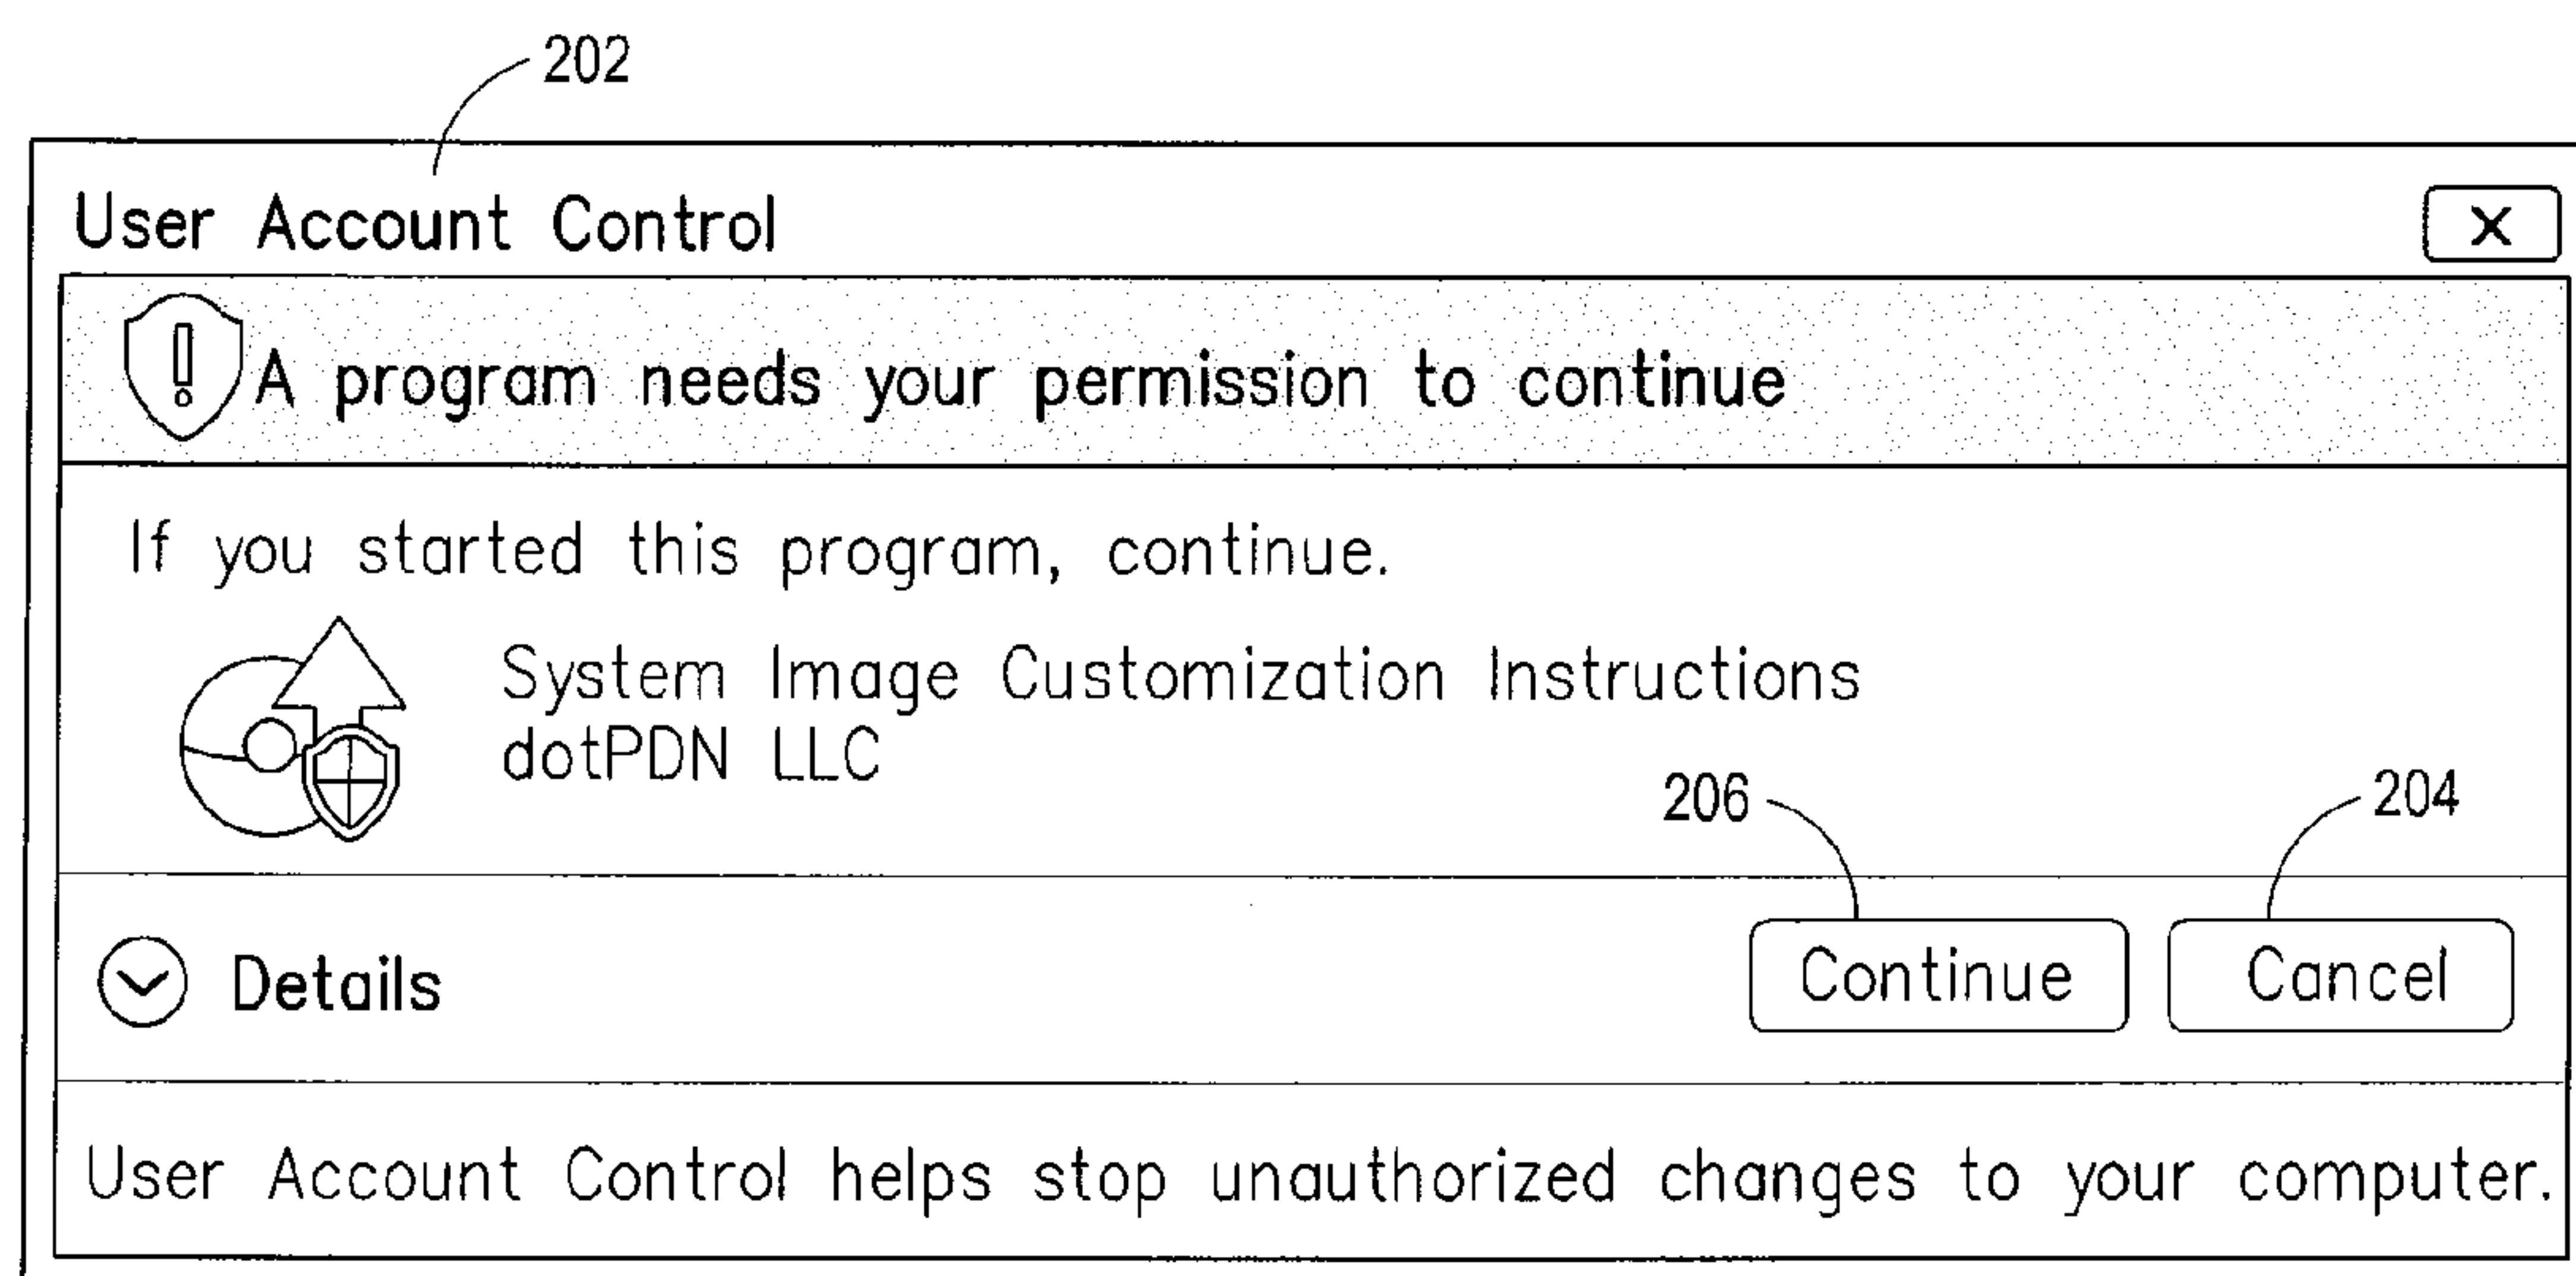 202
User Account Control
X
! A program needs your permission to continue
If you started this program, continue.
System Image Customization Instructions
dotPDN LLC
206
204
Details
Continue
Cancel
User Account Control helps stop unauthorized changes to your computer.